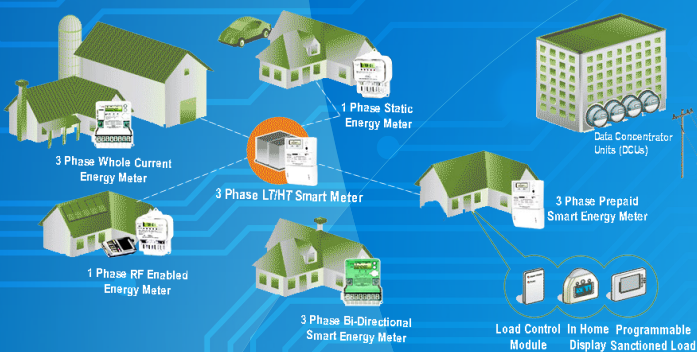 1 Phase Static
Energy Meter
Data Concentrator
Units (DCUs)
3 Phase Whole Current
Energy Meter
3 Phase LT/HT Smart Meter
3 Phase Prepaid
Smart Energy Meter
1 Phase RF Enabled
Energy Meter
3 Phase Bi-Directional
Smart Energy Meter
Load Control
Module
In Home
Display
Programmable
Sanctioned Load